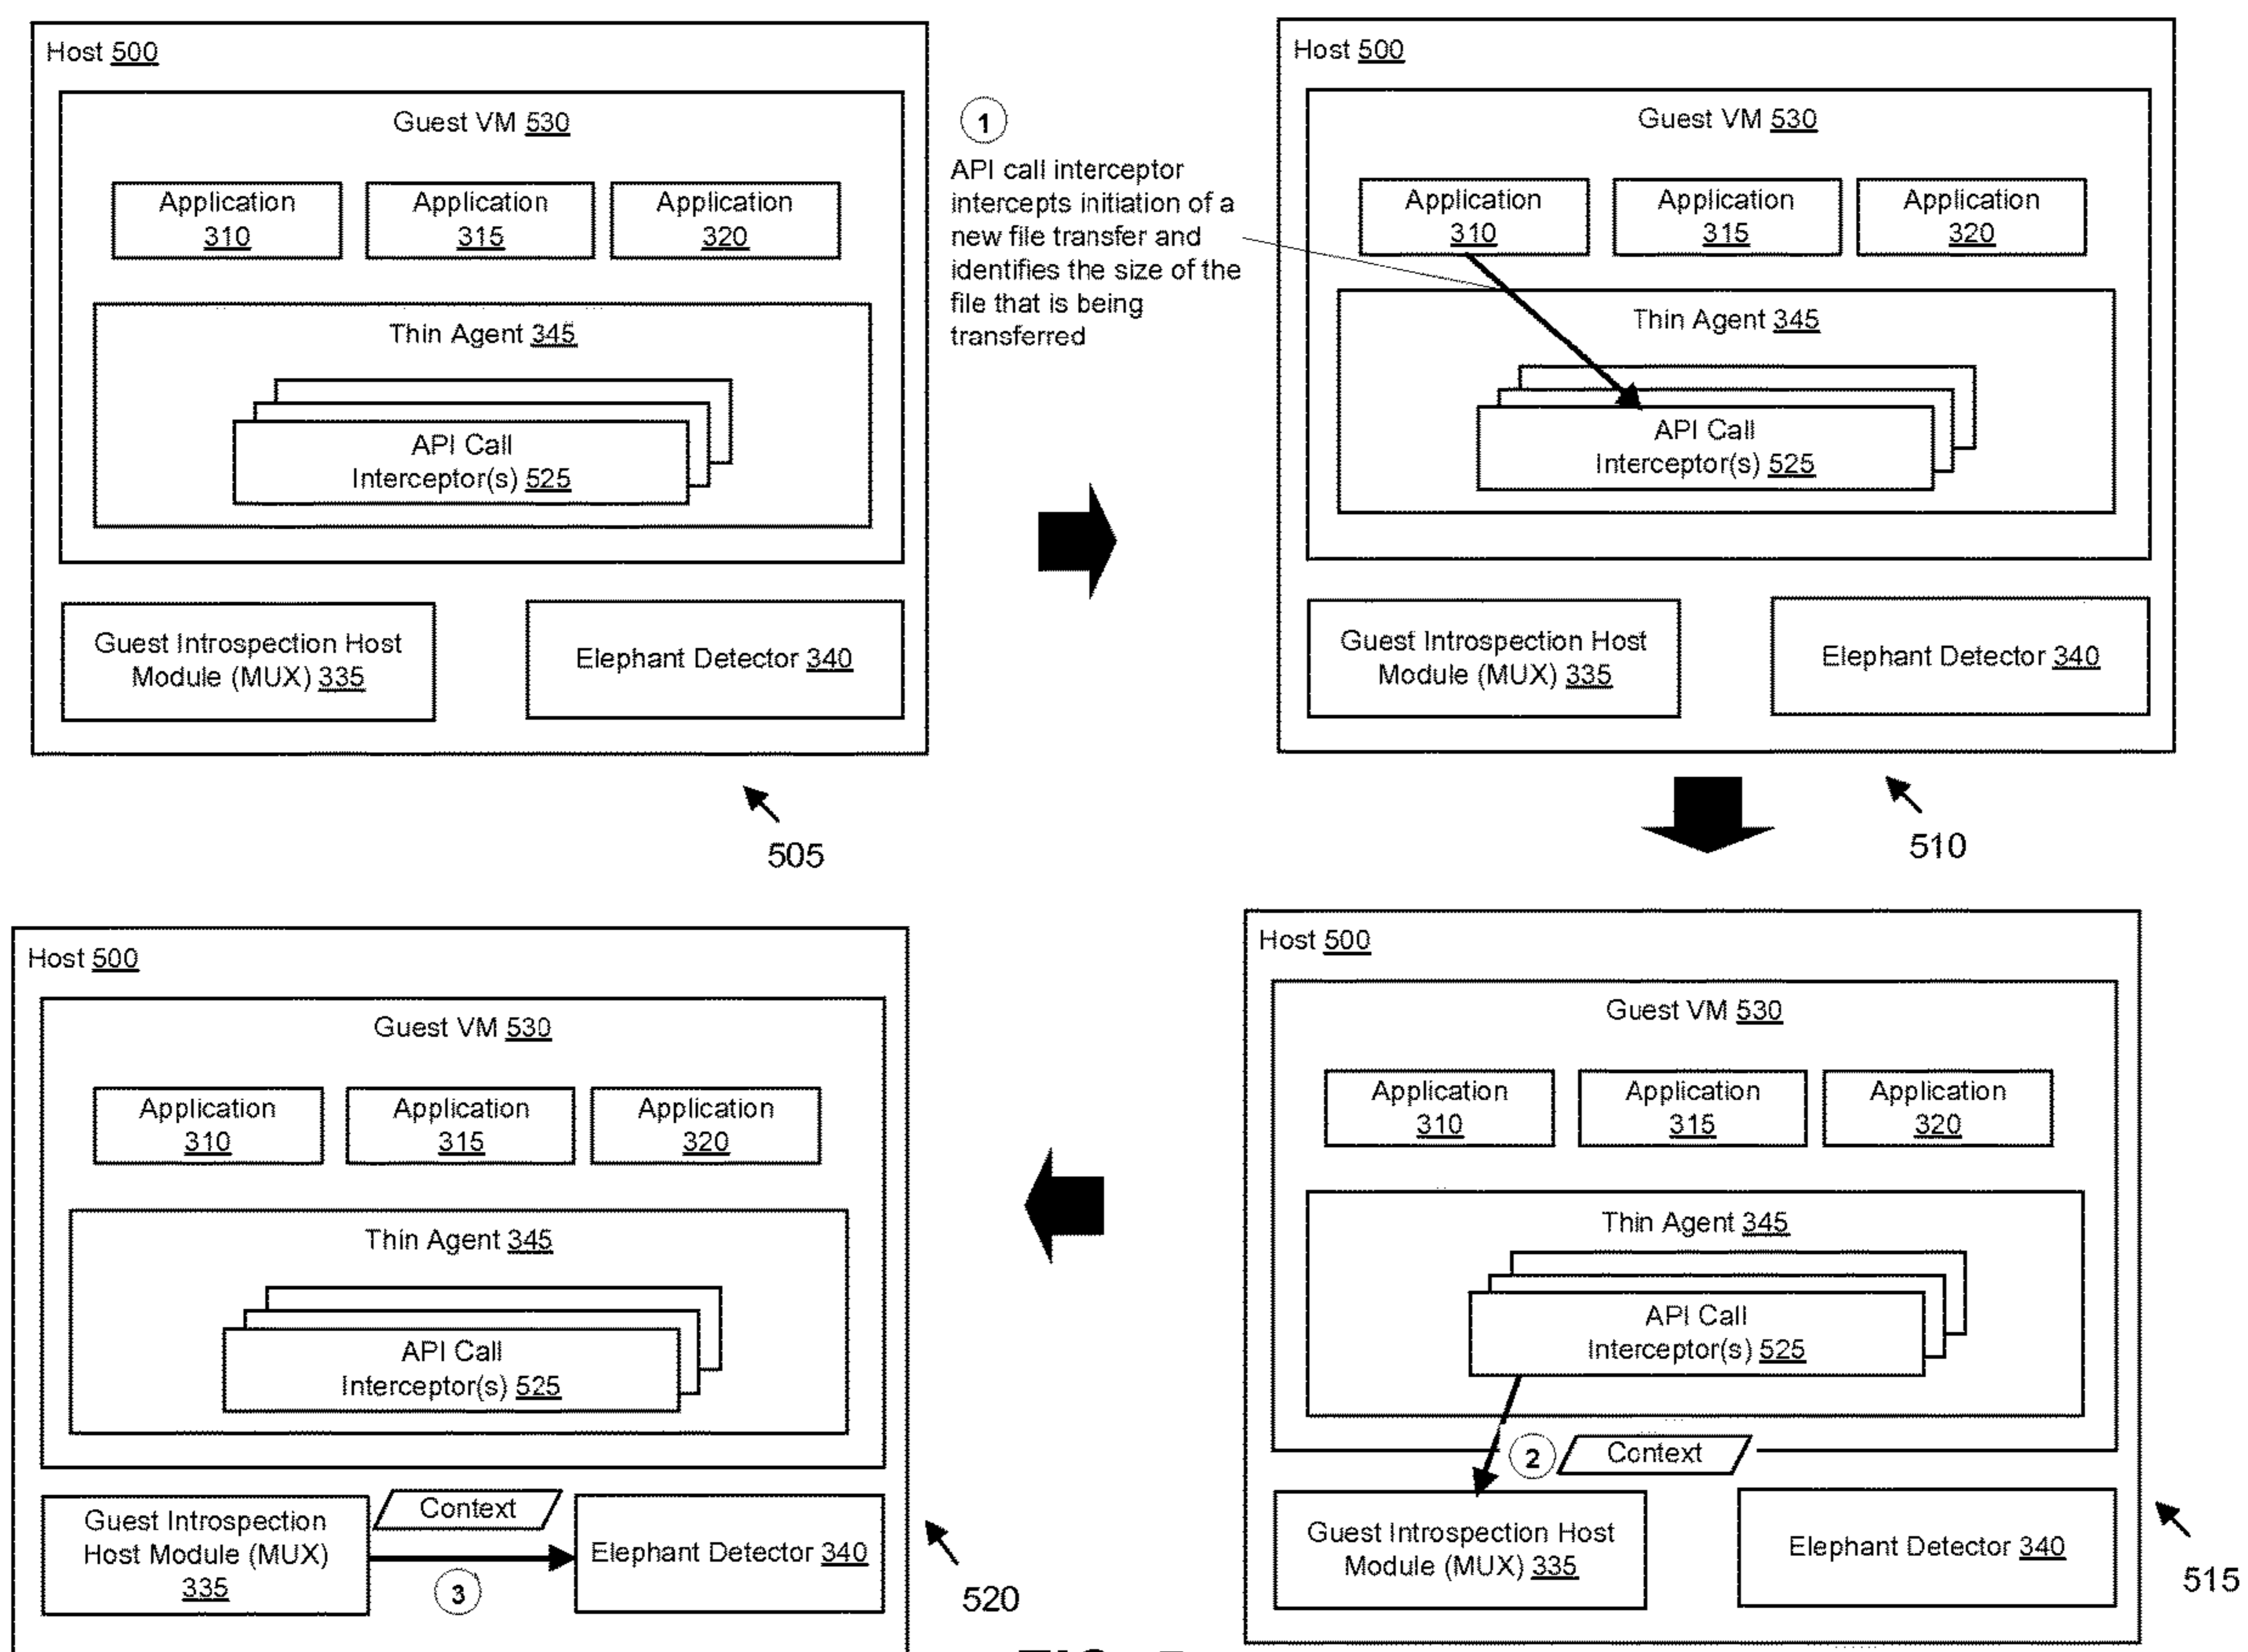 Host 500
Guest VM 530
Application
310
Application
315
Application
320
Thin Agent 345
API Call
Interceptor(s) 525
Guest Introspection Host
Module (MUX) 335
Elephant Detector 340
505
1
API call interceptor
intercepts initiation of a
new file transfer and
identifies the size of the
file that is being
transferred
Host 500
Guest VM 530
Application
310
Application
315
Application
320
Thin Agent 345
API Call
Interceptor(s) 525
Guest Introspection Host
Module (MUX) 335
Elephant Detector 340
510
Host 500
Guest VM 530
Application
310
Application
315
Application
320
Thin Agent 345
API Call
Interceptor(s) 525
2
Context
Guest Introspection Host
Module (MUX) 335
Elephant Detector 340
515
Host 500
Guest VM 530
Application
310
Application
315
Application
320
Thin Agent 345
API Call
Interceptor(s) 525
Guest Introspection
Host Module (MUX)
335
Context
3
Elephant Detector 340
520